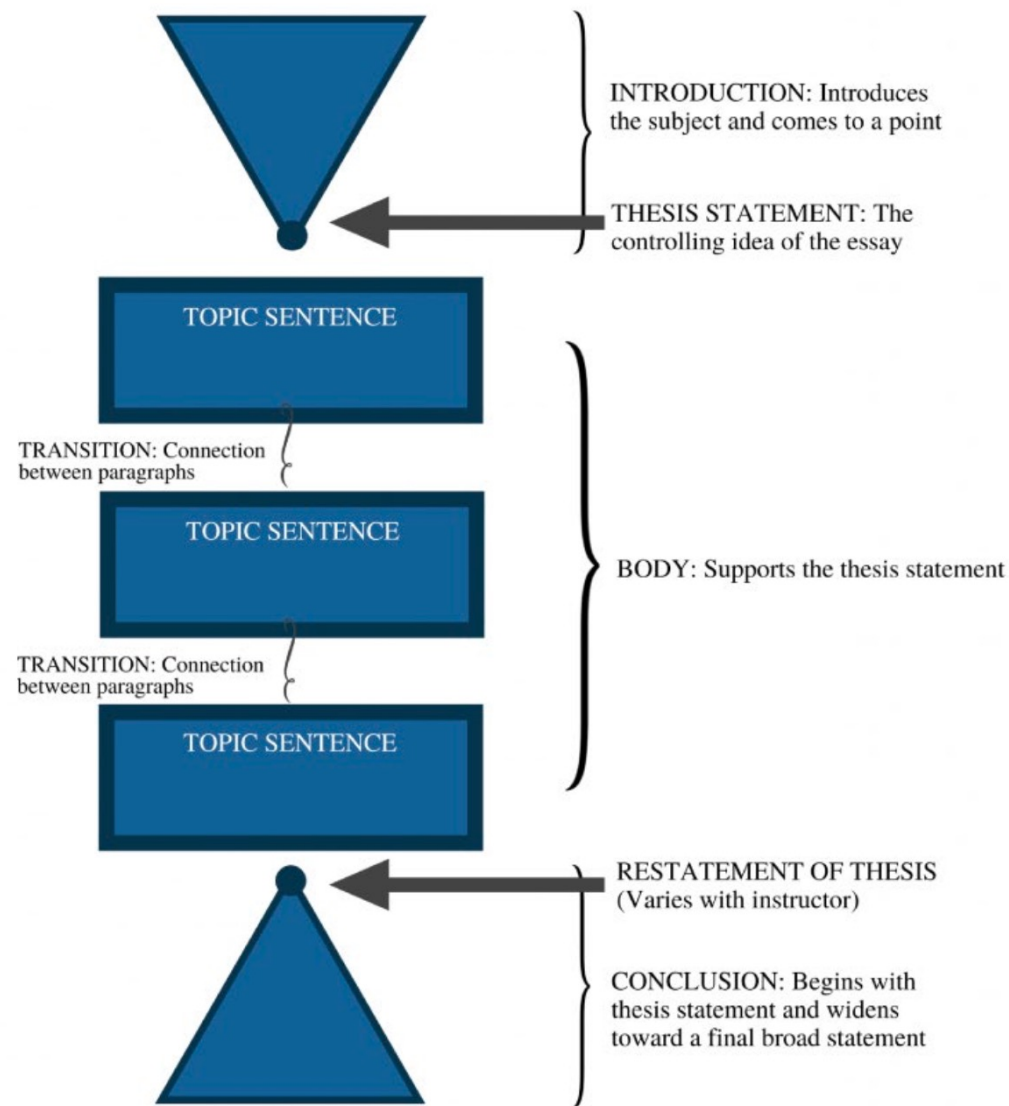 INTRODUCTION: Introduces
the subject and comes to a point
THESIS STATEMENT: The
controlling idea of the essay
TOPIC SENTENCE
TRANSITION: Connection
between paragraphs
TOPIC SENTENCE
BODY: Supports the thesis statement
TRANSITION: Connection
between paragraphs
TOPIC SENTENCE
RESTATEMENT OF THESIS
(Varies with instructor)
CONCLUSION: Begins with
thesis statement and widens
toward a final broad statement